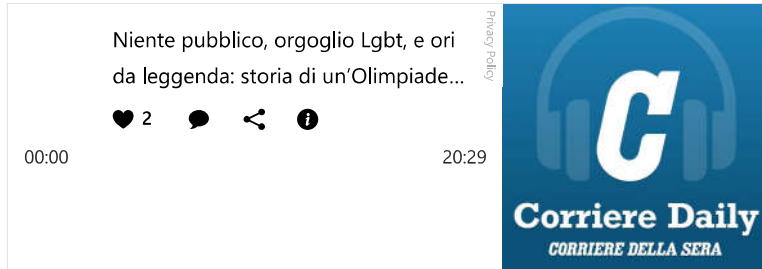 Niente pubblico, orgoglio Lgbt, e ori
da leggenda: storia di un'Olimpiade...
2
00:00
20:29
Privacy Policy
C
Corriere Daily
CORRIERE DELLA SERA